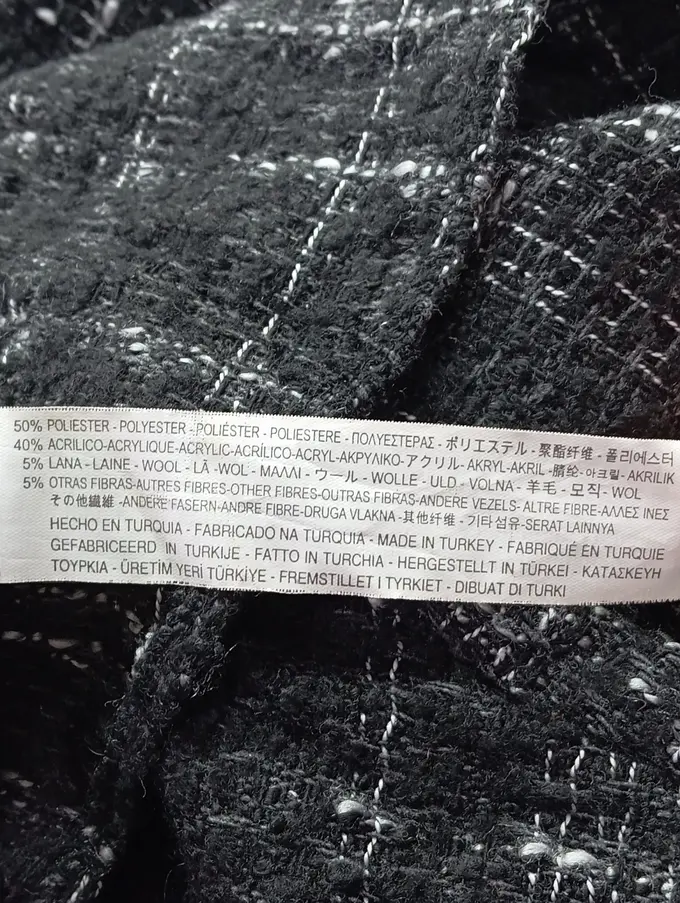 50% POLIESTER - POLYESTER - POLIÉSTER - POLIESTERE - ΠΟΛΥΕΣΤΕΡΑΣ - ポリエステル - 聚酯纤维 - 폴리에스터
40% ACRILICO-ACRYLIQUE-ACRYLIC-ACRÍLICO-ACRYL-ΑΚΡΥΛΙΚΟ-アクリル-AKRYL-AKRIL-腈纶-아크릴-AKRILIK
5% LANA - LAINE - WOOL - LÃ -WOL - ΜΑΛΛΙ - ウール - WOLLE - ULD - VOLNA - 羊毛 - 모직 - WOL
5% OTRAS FIBRAS-AUTRES FIBRES-OTHER FIBRES-OUTRAS FIBRAS-ANDERE VEZELS-ALTRE FIBRE-ΑΛΛΕΣ ΙΝΕΣ
その他繊維 -ANDERE FASERN-ANDRE FIBRE-DRUGA VLAKNA-其他纤维 - 기타섬유-SERAT LAINNYA
HECHO EN TURQUIA - FABRICADO NA TURQUIA - MADE IN TURKEY - FABRIQUÉ EN TURQUIE
GEFABRICEERD IN TURKIJE - FATTO IN TURCHIA - HERGESTELLT IN TÜRKEI - ΚΑΤΑΣΚΕΥΗ
ΤΟΥΡΚΙΑ - ÜRETİM YERİ TÜRKİYE - FREMSTILLET I TYRKIET - DIBUAT DI TURKI